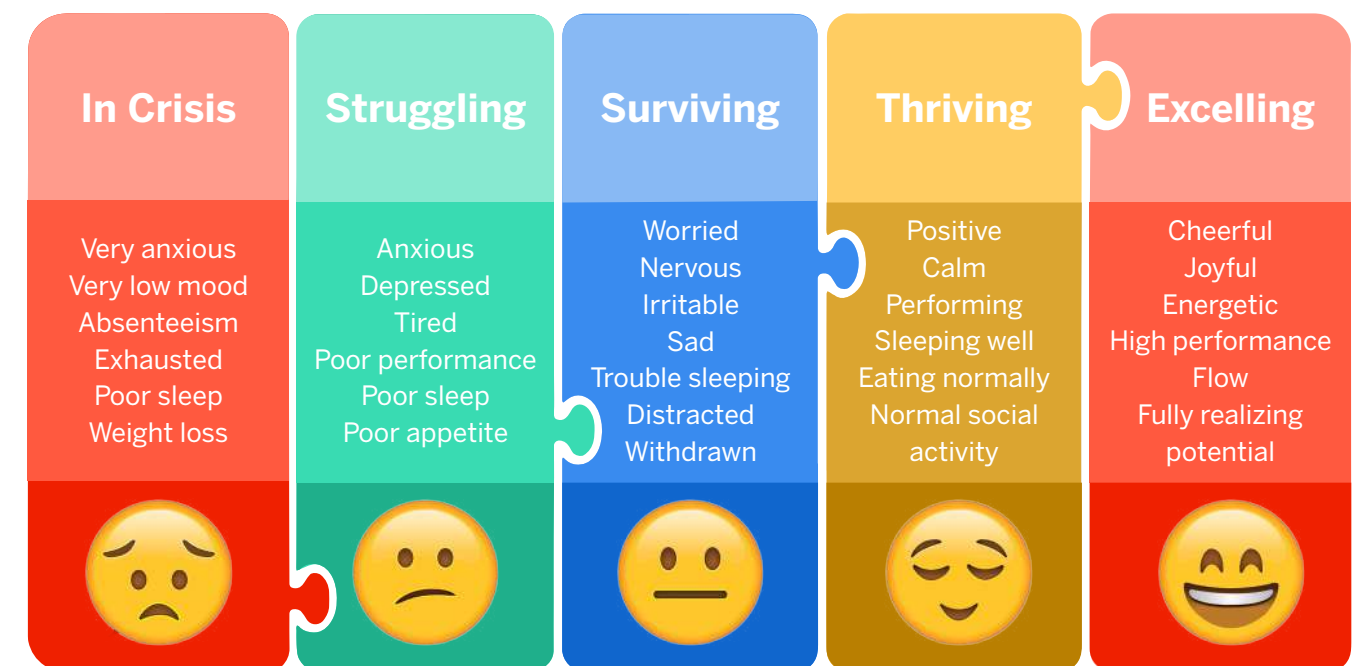 In Crisis
Very anxious
Very low mood
Absenteeism
Exhausted
Poor sleep
Weight loss
Struggling
Anxious
Depressed
Tired
Poor performance
Poor sleep
Poor appetite
Surviving
Worried
Nervous
Irritable
Sad
Trouble sleeping
Distracted
Withdrawn
Thriving
Positive
Calm
Performing
Sleeping well
Eating normally
Normal social
activity
Excelling
Cheerful
Joyful
Energetic
High performance
Flow
Fully realizing
potential